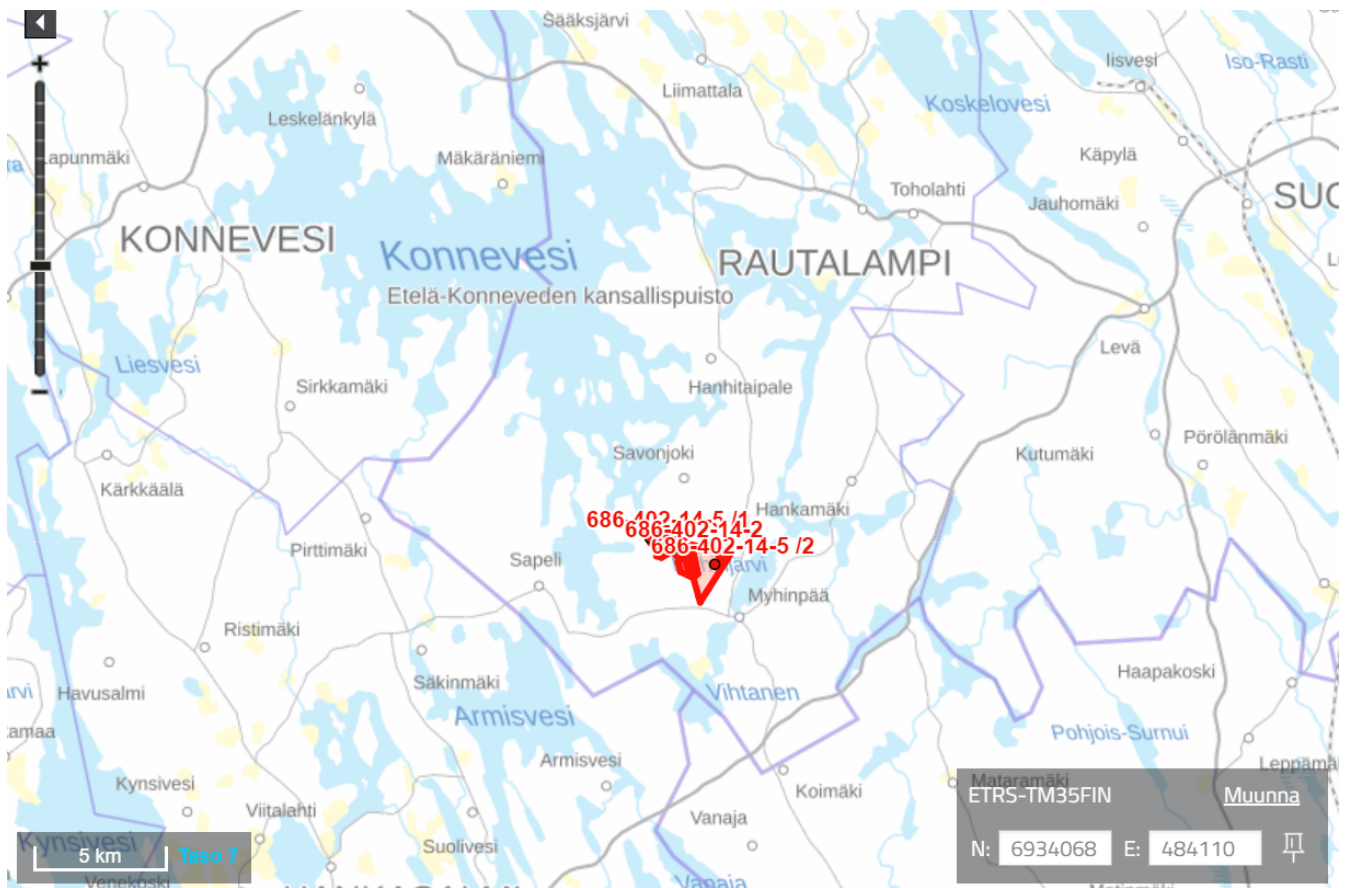 Sääksjärvi
Iisvesi
Iso-Rasti
Liimattala
Koskelovesi
Leskelänkylä
Lapunmäki
Mäkäräniemi
Käpylä
Toholahti
SUO
Jauhomäki
KONNEVESI
Konnevesi
RAUTALAMPI
Etelä-Konneveden kansallispuisto
Levä
Liesvesi
Sirkkamäki
Hanhitaipale
Savonjoki
Kutumäki
Pörölänmäki
Kärkkäälä
Hankamäki
686-402-14-5 /1
686-402-14-2
686-402-14-5 /2
Pirttimäki
Sapeli
Myhinpää
Ristimäki
Haapakoski
Säkinmäki
Havusalmi
Vihtanen
Armisvesi
Pohjois-Surnui
Armisvesi
Leppämä
Kynsivesi
Mataramäki
Koimäki
ETRS-TM35FIN
Muunna
Viitalahti
Vanaja
Kynsivesi
Suolivesi
N: 6934068 E: 484110
5 km
Taso 7
Venekoski
Vanaja